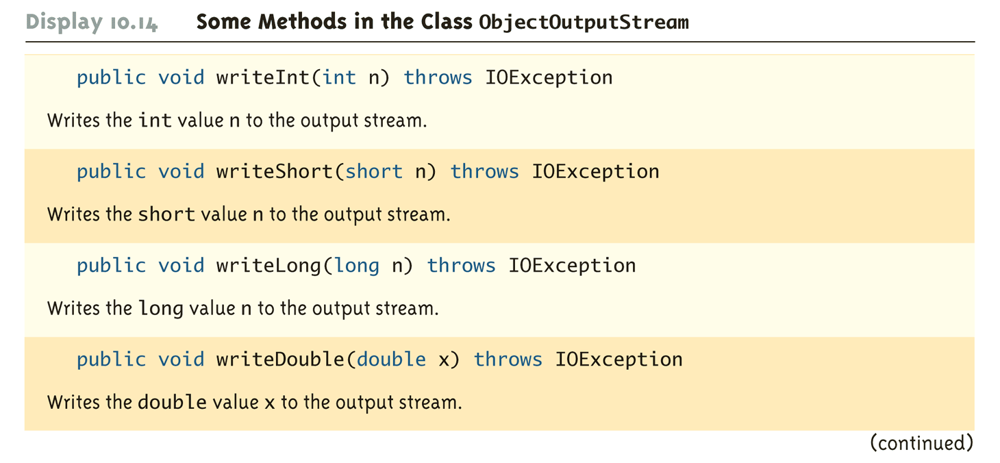 Display 10.14 Some Methods in the Class ObjectOutputStream
public void writeInt(int n) throws IOException
Writes the int value n to the output stream.
public void writeShort(short n) throws IOException
Writes the short value n to the output stream.
public void writeLong(long n) throws IOException
Writes the long value n to the output stream.
public void writeDouble(double x) throws IOException
Writes the double value x to the output stream.
(continued)